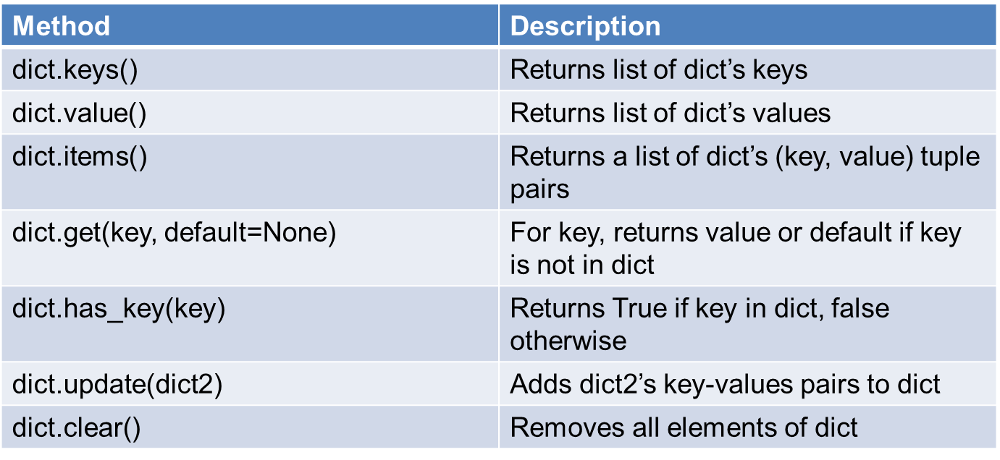 Method Description
dict.keys() Returns list of dict’s keys
dict.value() Returns list of dict’s values
dict.items() Returns a list of dict’s (key, value) tuple
pairs
dict.get(key, default=None) For key, returns value or default if key
is not in dict
dict.has_key(key) Returns True if key in dict, false
otherwise
dict.update(dict2) Adds dict2’s key-values pairs to dict
dict.clear() Removes all elements of dict